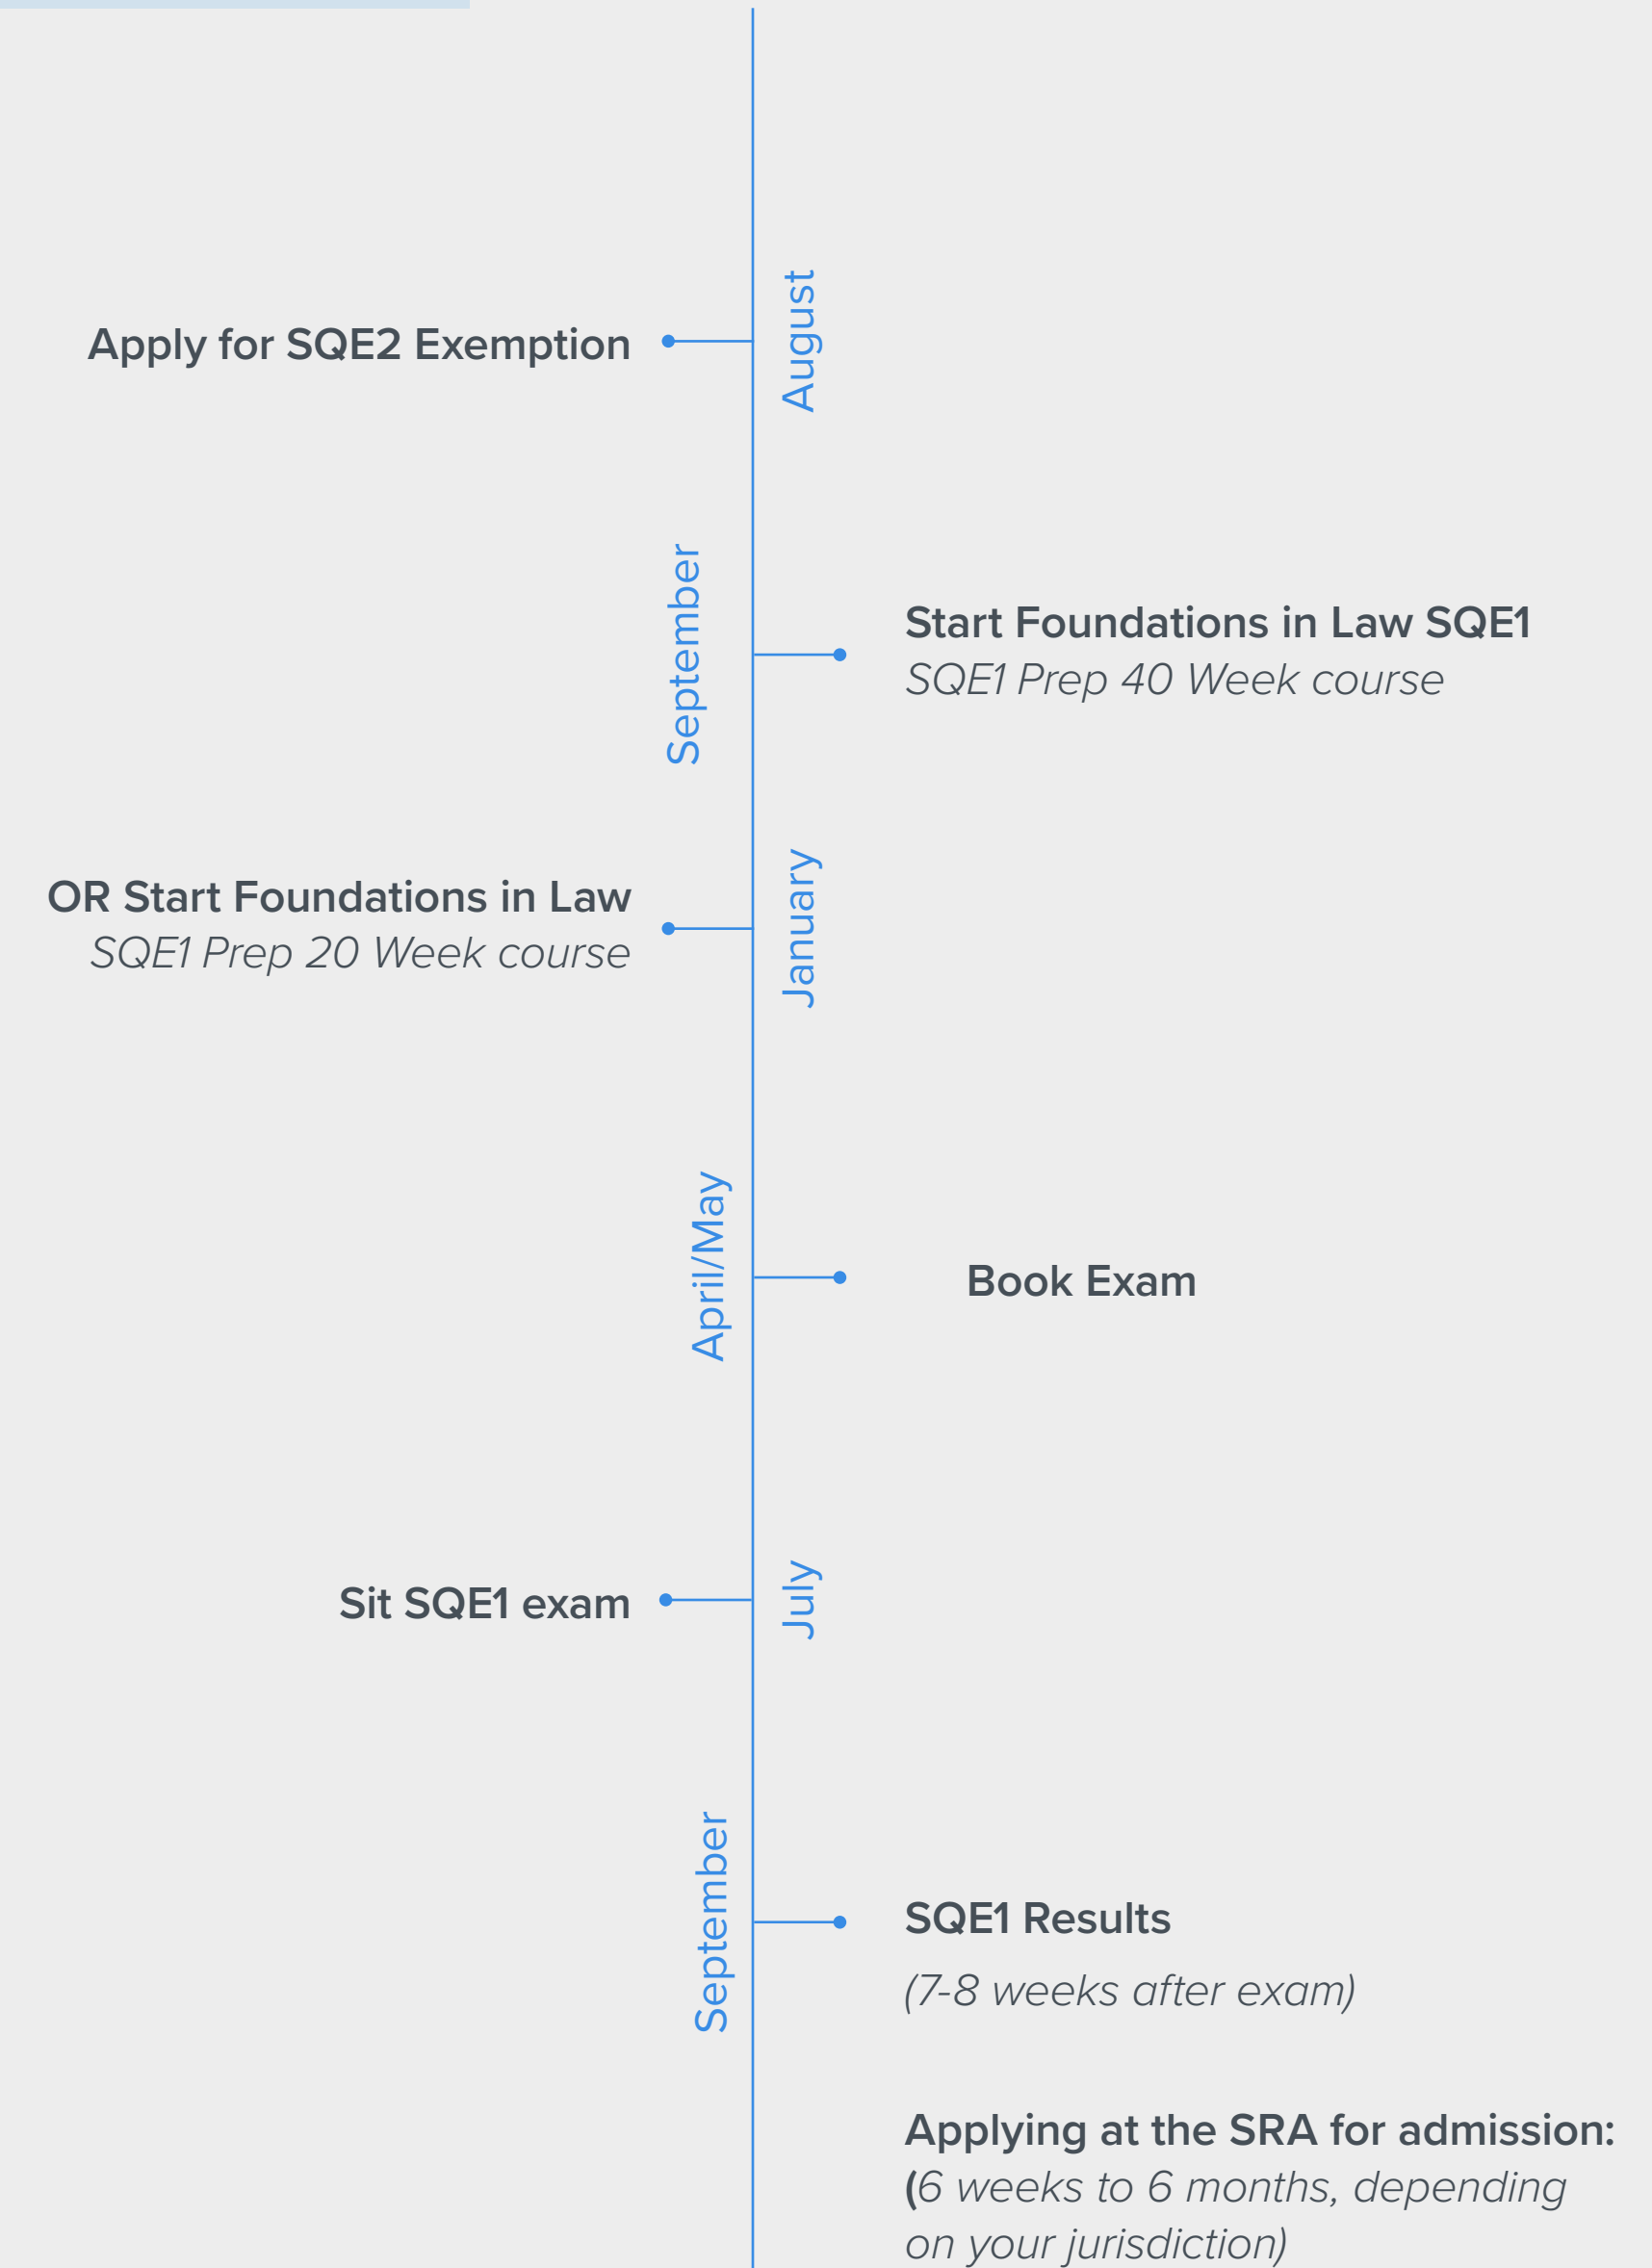 August
Apply for SQE2 Exemption
September
Start Foundations in Law SQE1
SQE1 Prep 40 Week course
January
OR Start Foundations in Law
SQE1 Prep 20 Week course
April/May
Book Exam
July
Sit SQE1 exam
September
SQE1 Results
(7-8 weeks after exam)
Applying at the SRA for admission:
(6 weeks to 6 months, depending
on your jurisdiction)